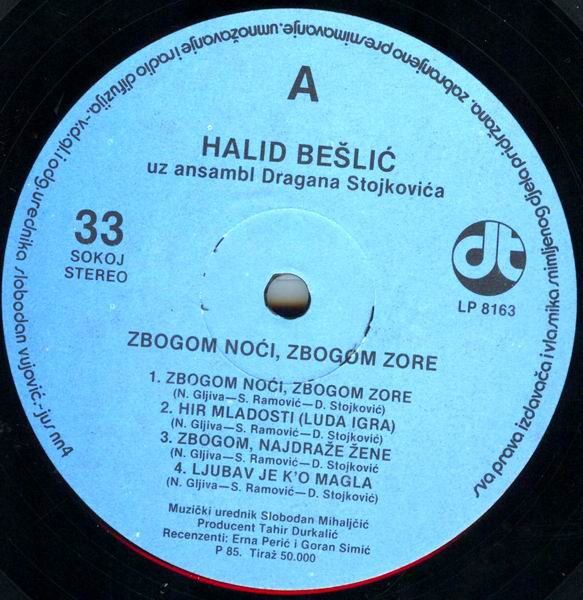 A
HALID BEŠLIĆ
uz ansambl Dragana Stojkovića
33
SOKOJ
STEREO
dt
LP 8163
ZBOGOM NOĆI, ZBOGOM ZORE
1. ZBOGOM NOĆI, ZBOGOM ZORE
(N. Gljiva—S. Ramović—D. Stojković)
2. HIR MLADOSTI (LUDA IGRA)
(N. Gljiva—S. Ramović—D. Stojković)
3. ZBOGOM, NAJDRAŽE ŽENE
(N. Gljiva—S. Ramović—D. Stojković
4. LJUBAV JE K'O MAGLA
(N. Gljiva—S. Ramović—D. Stojković)
Muzički urednik Slobodan Mihaljčić
Producent Tahir Durkalić
Recenzenti: Erna Perić i Goran Simić
P 85. Tiraž 50.000
sva prava izdavača i vlasnika snimljenog djela pridržana. zabranjeno presnimavanje. umnožavanje i radio difuzija.-v.d.gl.i odg. urednika slobodan vujović.-jus nn4